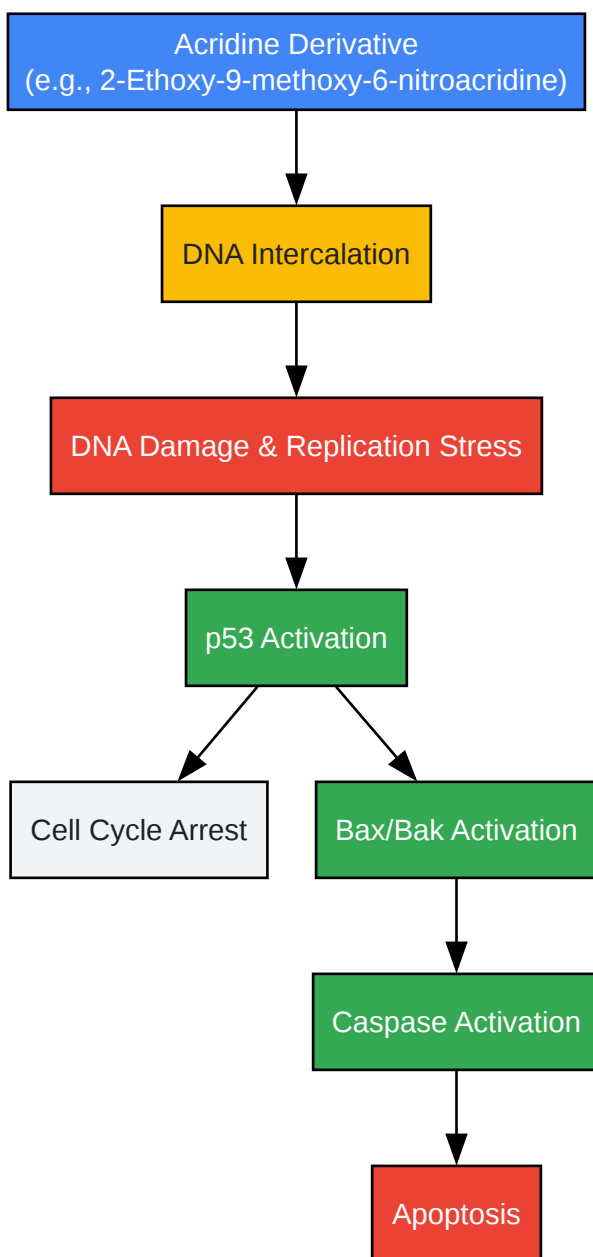 Acridine Derivative
(e.g., 2-Ethoxy-9-methoxy-6-nitroacridine)
DNA Intercalation
DNA Damage & Replication Stress
p53 Activation
Cell Cycle Arrest
Bax/Bak Activation
Caspase Activation
Apoptosis